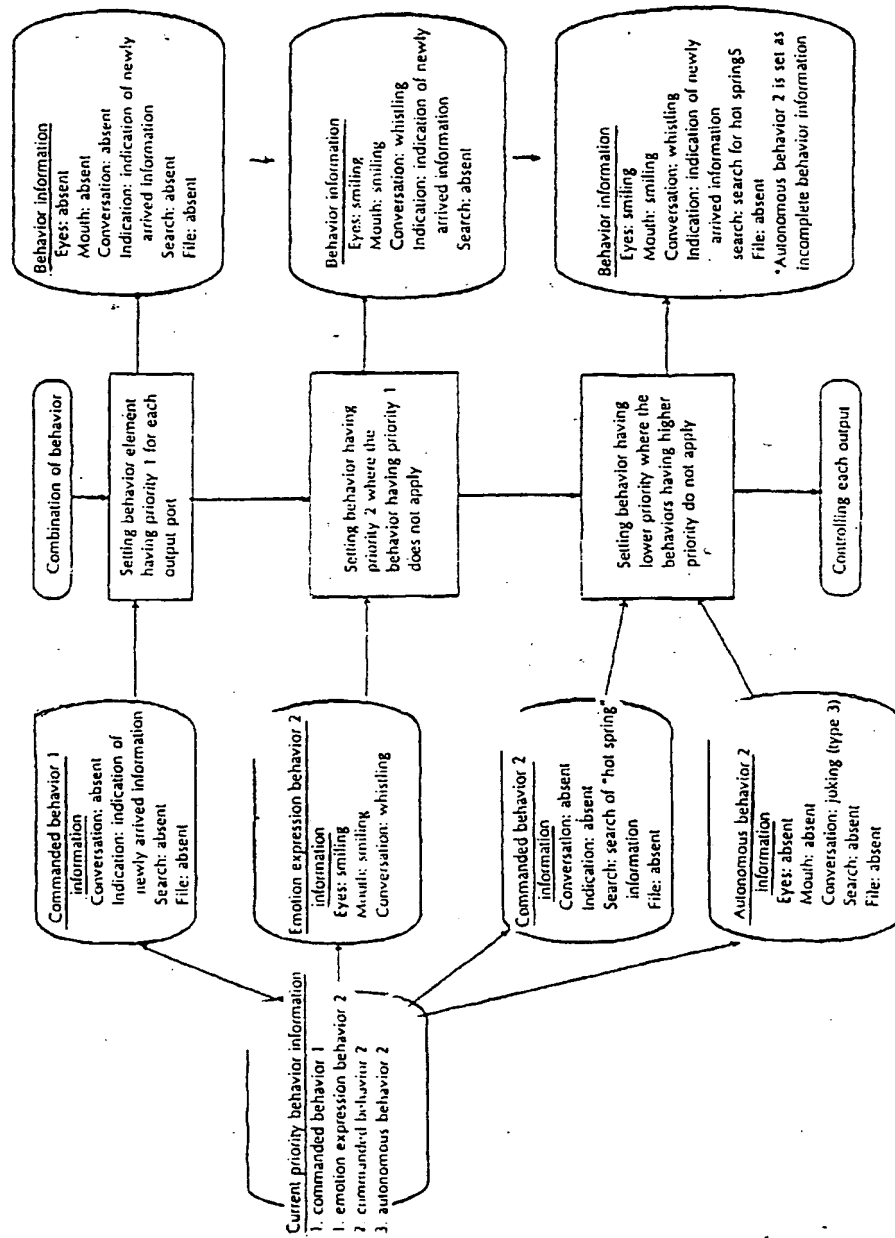 Current priority behavior information
1. commanded behavior 1
1. emotion expression behavior 2
2. commanded behavior 2
3. autonomous behavior 2
Commanded behavior 1
information
Conversation: absent
Indication: indication of
newly arrived information
Search: absent
File: absent
Emotion expression behavior 2
information
Eyes: smiling
Mouth: smiling
Conversation: whistling
Commanded behavior 2
information
Conversation: absent
Indication: absent
Search: search of "hot spring"
information
File: absent
Autonomous behavior 2
information
Eyes: absent
Mouth: absent
Conversation: juking (type 3)
Search: absent
File: absent
Combination of behavior
Setting behavior element
having priority 1 for each
output port
Setting behavior having
priority 2 where the
behavior having priority 1
does not apply
Setting behavior having
lower priority where the
behaviors having higher
priority do not apply
Controlling each output
Behavior information
Eyes: absent
Mouth: absent
Conversation: absent
Indication: indication of newly
arrived information
Search: absent
File: absent
Behavior information
Eyes: smiling
Mouth: smiling
Conversation: whistling
Indication: indication of newly
arrived information
Search: absent
Behavior information
Eyes: smiling
Mouth: smiling
Conversation: whistling
Indication: indication of newly
arrived information
search: search for hot springS
File: absent
*Autonomous behavior 2 is set as
incomplete behavior information